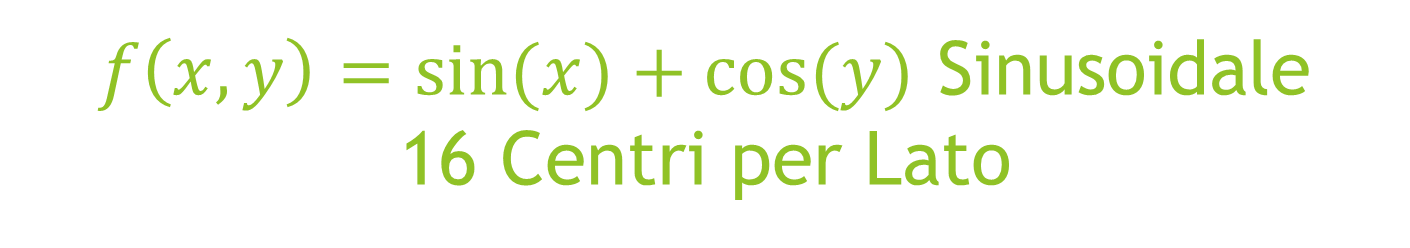 f(x, y) = sin(x) + cos(y) Sinusoidale
16 Centri per Lato